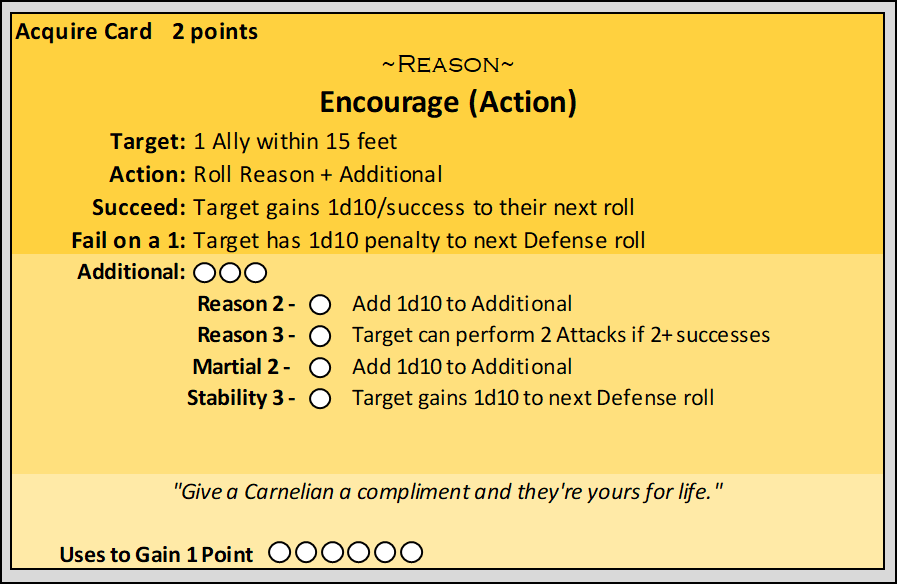 Acquire Card 2 points
~Reason~
Encourage (Action)
Target: 1 Ally within 15 feet
Action: Roll Reason + Additional
Succeed: Target gains 1d10/success to their next roll
Fail on a 1: Target has 1d10 penalty to next Defense roll
Additional:
Reason 2 - Add 1d10 to Additional
Reason 3 - Target can perform 2 Attacks if 2+ successes
Martial 2 - Add 1d10 to Additional
Stability 3 - Target gains 1d10 to next Defense roll
"Give a Carnelian a compliment and they're yours for life."
Uses to Gain 1 Point